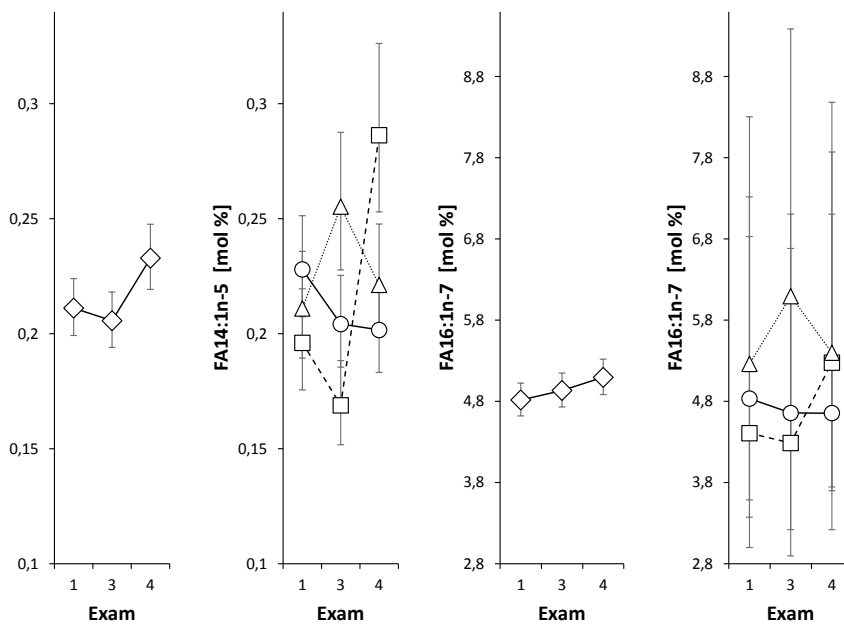 0,3
0,25
0,2
0,15
0,1
1 3 4
Exam
FA14:1n-5 [mol %]
0,3
0,25
0,2
0,15
0,1
1 3 4
Exam
FA16:1n-7 [mol %]
8,8
7,8
6,8
5,8
4,8
3,8
2,8
1 3 4
Exam
FA16:1n-7 [mol %]
8,8
7,8
6,8
5,8
4,8
3,8
2,8
1 3 4
Exam